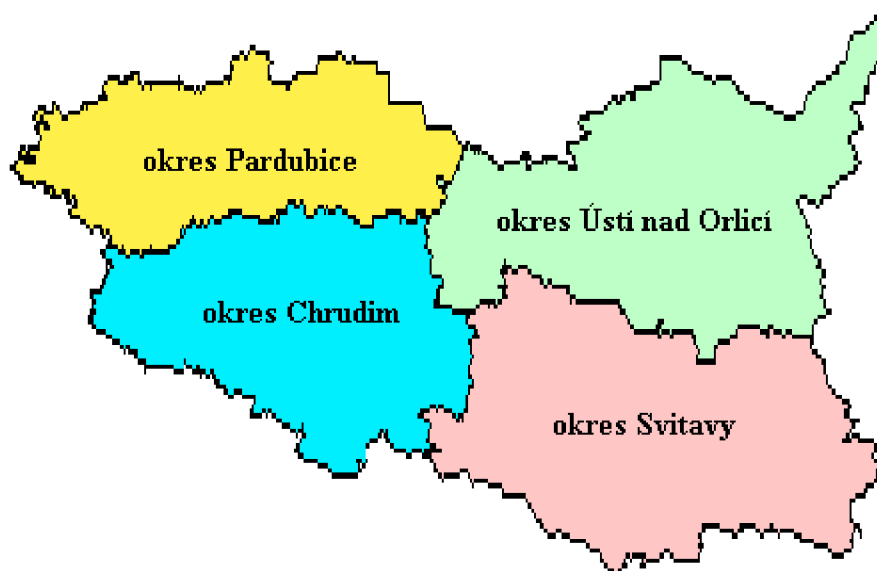 okres Pardubice
okres Ústí nad Orlicí
okres Chrudim
okres Svitavy